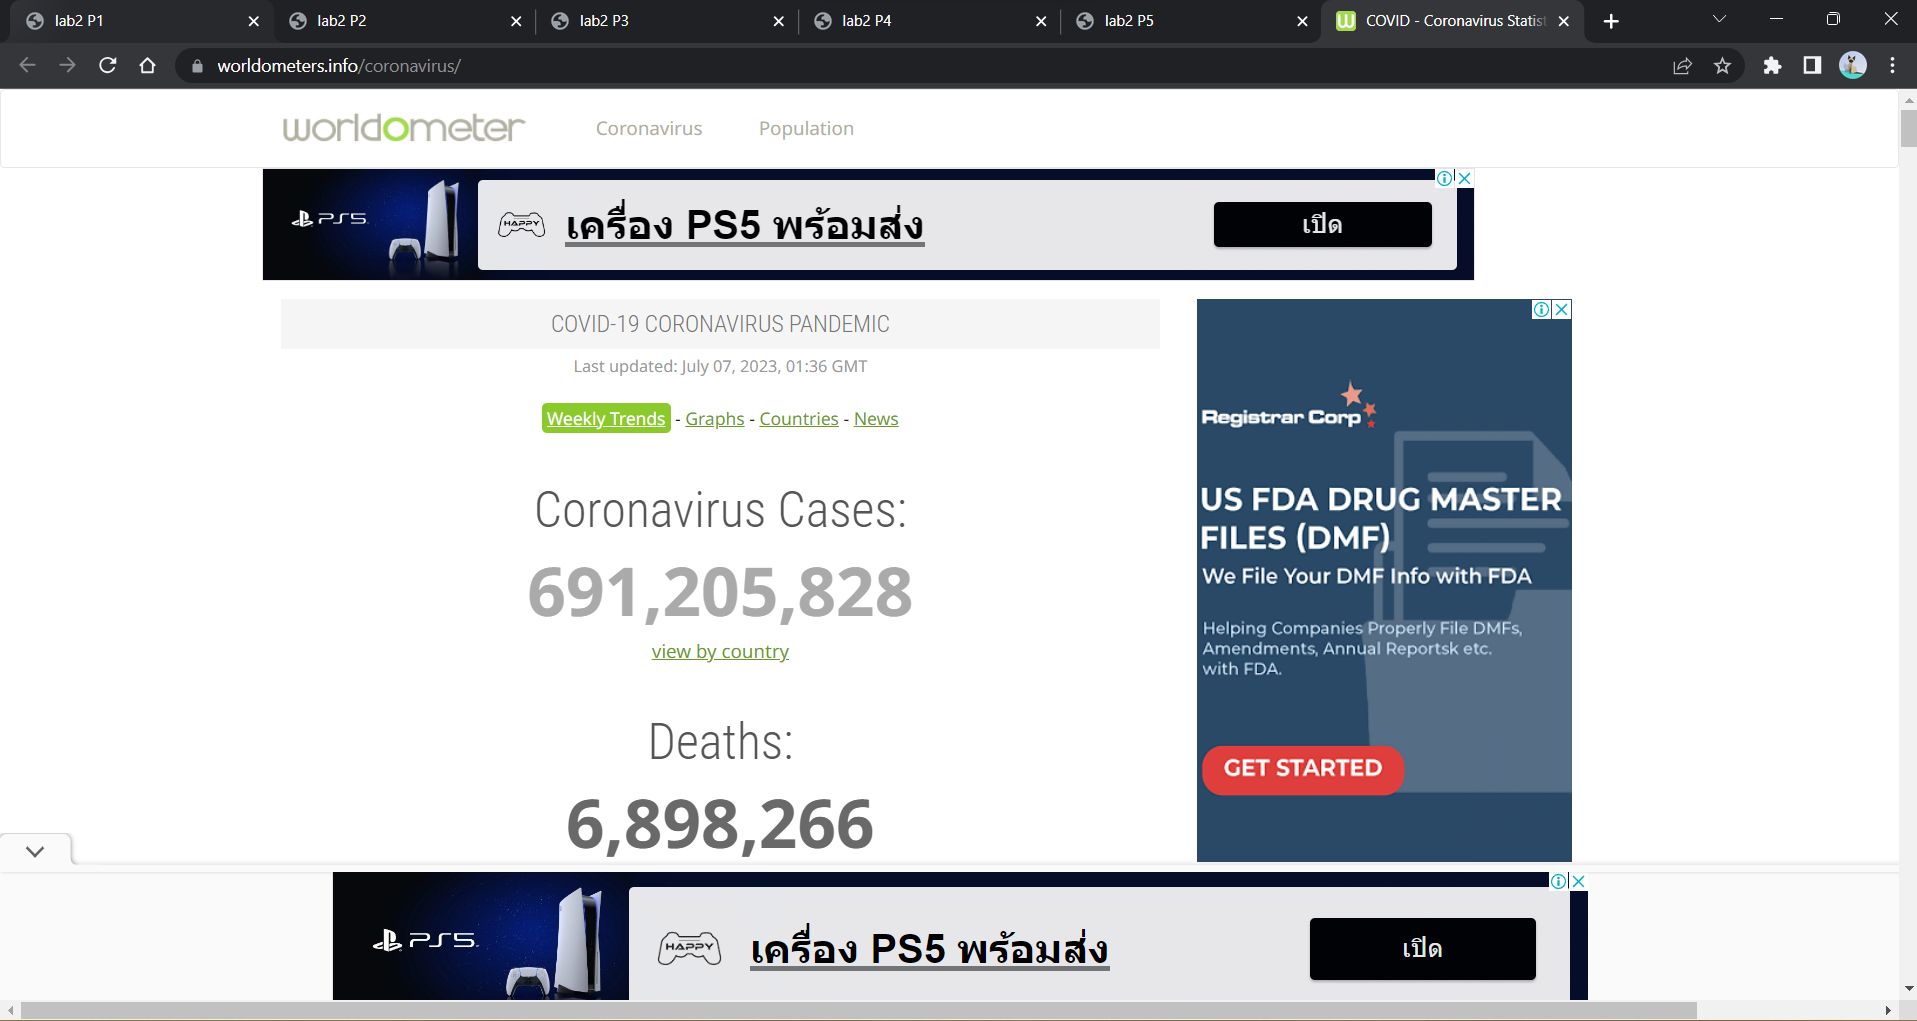 lab2 P1
lab2 P2
lab2 P3
lab2 P4
lab2 P5
COVID - Coronavirus Statist
worldometers.info/coronavirus/
worldometer
Coronavirus
Population
PS5
HAPPY
เครื่อง PS5 พร้อมส่ง
เปิด
COVID-19 CORONAVIRUS PANDEMIC
Last updated: July 07, 2023, 01:36 GMT
Weekly Trends - Graphs - Countries - News
Coronavirus Cases:
691,205,828
view by country
Deaths:
6,898,266
Registrar Corp
US FDA DRUG MASTER
FILES (DMF)
We File Your DMF Info with FDA
Helping Companies Properly File DMFs,
Amendments, Annual Reportsk etc.
with FDA.
GET STARTED
PS5
HAPPY
เครื่อง PS5 พร้อมส่ง
เปิด